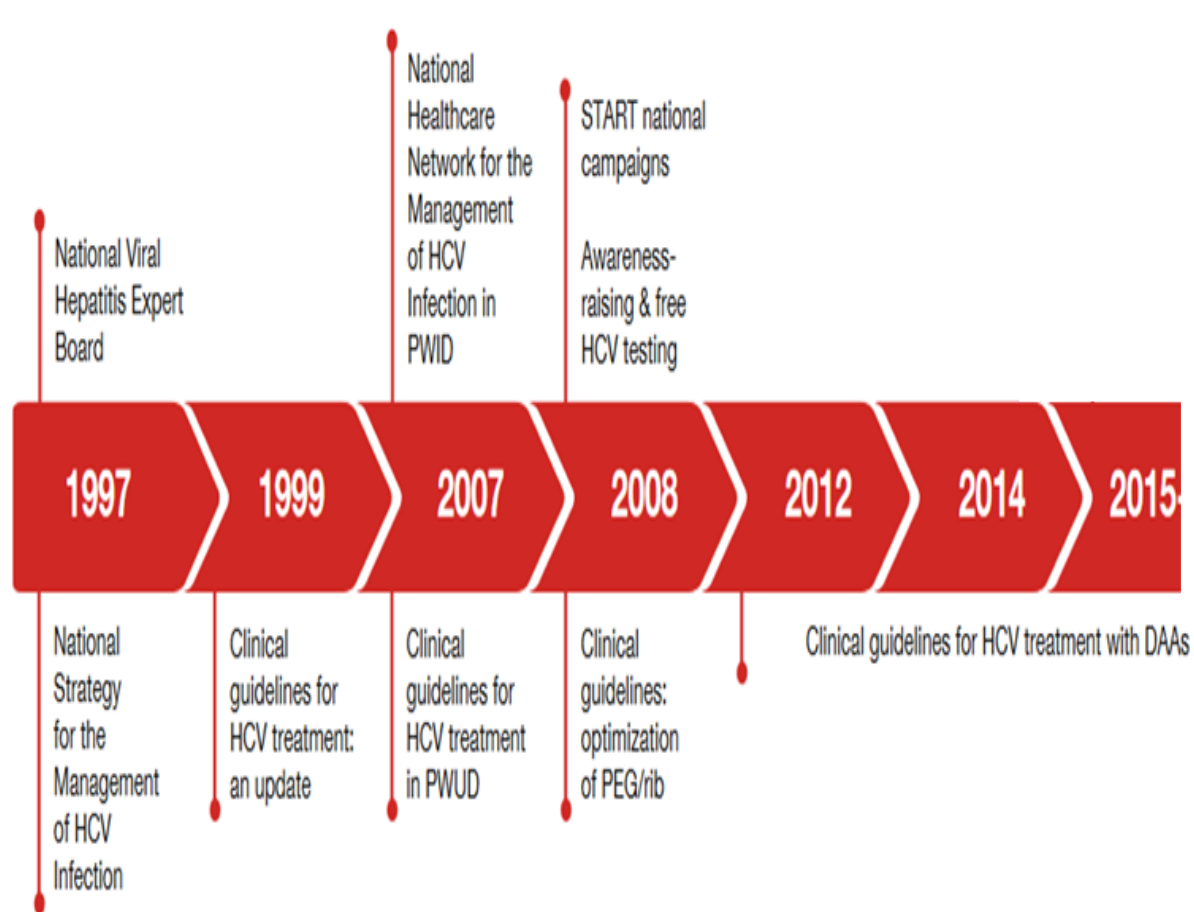 National
Healthcare
Network for the
Management
of HCV
Infection in
PWID
START national
campaigns
Awareness-
raising & free
HCV testing
National Viral
Hepatitis Expert
Board
1997
1999
2007
2008
2012
2014
2015-
National
Strategy
for the
Management
of HCV
Infection
Clinical
guidelines for
HCV treatment:
an update
Clinical
guidelines for
HCV treatment
in PWUD
Clinical
guidelines:
optimization
of PEG/rib
Clinical guidelines for HCV treatment with DAAs